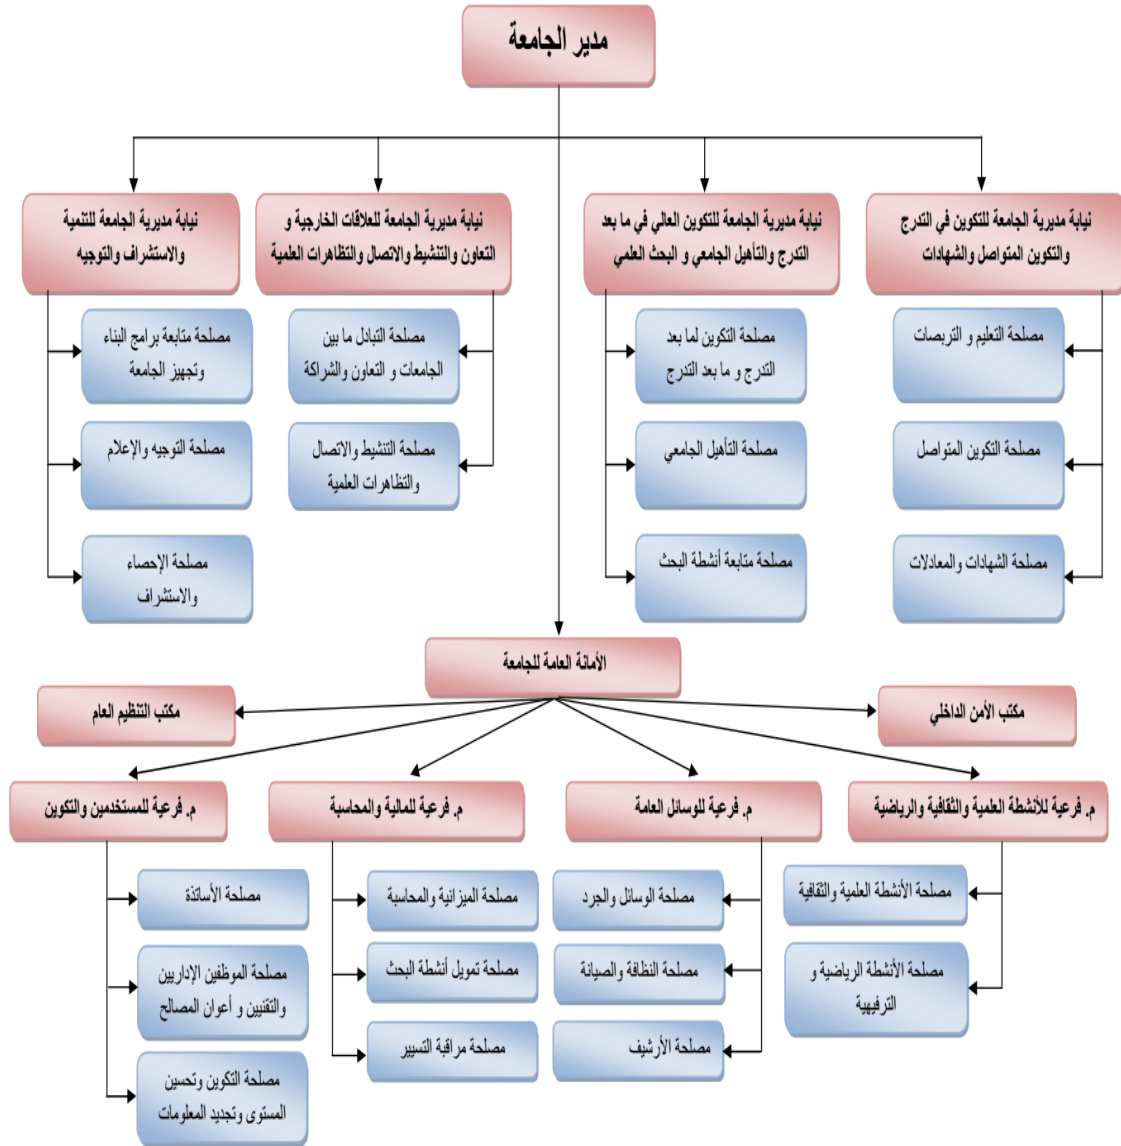 مدير الجامعة
نيابة مديرية الجامعة للتكوين في التدرج
والتكوين المتواصل والشهادات
نيابة مديرية الجامعة للتكوين العالي في ما بعد
التدرج والتأهيل الجامعي و البحث العلمي
نيابة مديرية الجامعة للعلاقات الخارجية و
التعاون والتنشيط والاتصال والتظاهرات العلمية
نيابة مديرية الجامعة للتنمية
والاستشراف والتوجيه
مصلحة التعليم و التربصات
مصلحة التكوين المتواصل
مصلحة الشهادات والمعادلات
مصلحة التكوين لما بعد
التدرج و ما بعد التدرج
مصلحة التأهيل الجامعي
مصلحة متابعة أنشطة البحث
مصلحة التبادل ما بين
الجامعات و التعاون والشراكة
مصلحة التنشيط والاتصال
والتظاهرات العلمية
مصلحة متابعة برامج البناء
وتجهيز الجامعة
مصلحة التوجيه والإعلام
مصلحة الإحصاء
والاستشراف
الأمانة العامة للجامعة
مكتب الأمن الداخلي
مكتب التنظيم العام
م. فرعية للأنشطة العلمية والثقافية والرياضية
م. فرعية للوسائل العامة
م. فرعية للمالية والمحاسبة
م. فرعية للمستخدمين والتكوين
مصلحة الأنشطة العلمية والثقافية
مصلحة الأنشطة الرياضية و
الترفيهية
مصلحة الوسائل والجرد
مصلحة النظافة والصيانة
مصلحة الأرشيف
مصلحة الميزانية والمحاسبة
مصلحة تمويل أنشطة البحث
مصلحة مراقبة التسيير
مصلحة الأساتذة
مصلحة الموظفين الإداريين
والتقنيين و أعوان المصالح
مصلحة التكوين وتحسين
المستوى وتجديد المعلومات